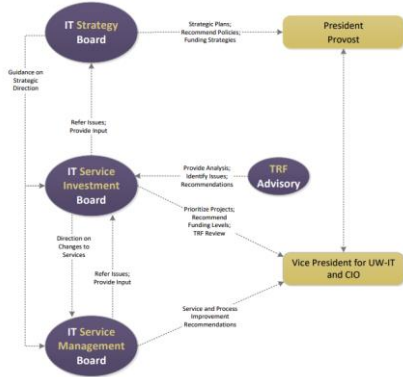 IT Strategy
Board
Strategic Plans;
Recommend Policies;
Funding Strategies
President
Provost
Guidance on
Strategic
Direction
Refer Issues;
Provide Input
IT Service
Investment
Board
Provide Analysis;
Identify Issues;
Recommendations
TRF
Advisory
Prioritize Projects;
Recommend
Funding Levels;
TRF Review
Direction on
Changes to
Services
Refer Issues;
Provide Input
Vice President for UW-IT
and CIO
Service and Process
Improvement
Recommendations
IT Service
Management
Board